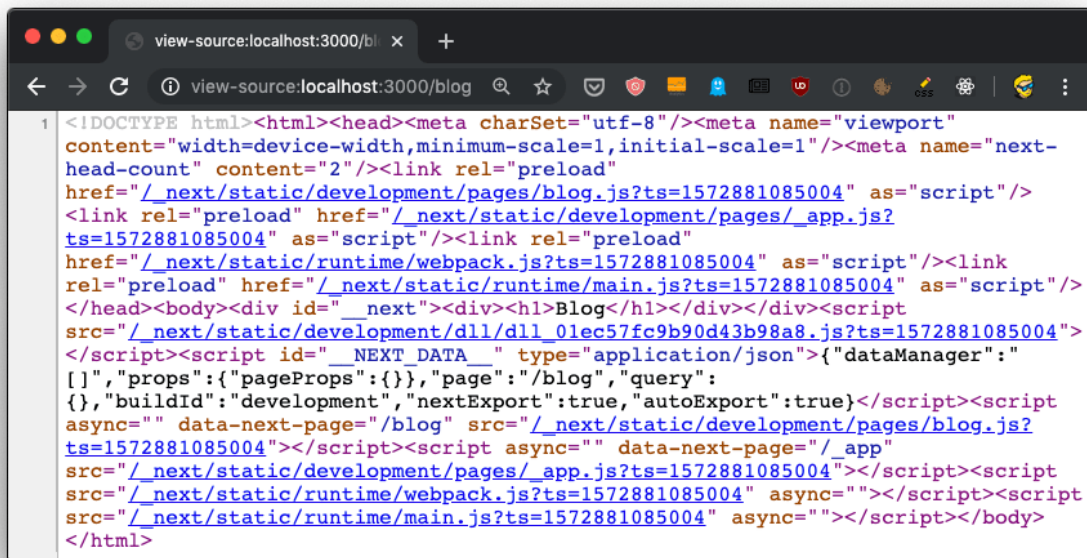 view-source:localhost:3000/bl
view-source:localhost:3000/blog
css
1
<!DOCTYPE html><html><head><meta charSet="utf-8"/><meta name="viewport"
content="width=device-width,minimum-scale=1,initial-scale=1"/><meta name="next-
head-count" content="2"/><link rel="preload"
href="/_next/static/development/pages/blog.js?ts=1572881085004" as="script"/>
<link rel="preload" href="/_next/static/development/pages/_app.js?
ts=1572881085004" as="script"/><link rel="preload"
href="/_next/static/runtime/webpack.js?ts=1572881085004" as="script"/><link
rel="preload" href="/_next/static/runtime/main.js?ts=1572881085004" as="script"/>
</head><body><div id="__next"><div><h1>Blog</h1></div></div><script
src="/_next/static/development/dll/dll_01ec57fc9b90d43b98a8.js?ts=1572881085004">
</script><script id="__NEXT_DATA__" type="application/json">{"dataManager":"
[]","props":{"pageProps":{}},"page":"/blog","query":
{},"buildId":"development","nextExport":true,"autoExport":true}</script><script
async="" data-next-page="/blog" src="/_next/static/development/pages/blog.js?
ts=1572881085004"></script><script async="" data-next-page="/_app"
src="/_next/static/development/pages/_app.js?ts=1572881085004"></script><script
src="/_next/static/runtime/webpack.js?ts=1572881085004" async=""></script><script
src="/_next/static/runtime/main.js?ts=1572881085004" async=""></script></body>
</html>